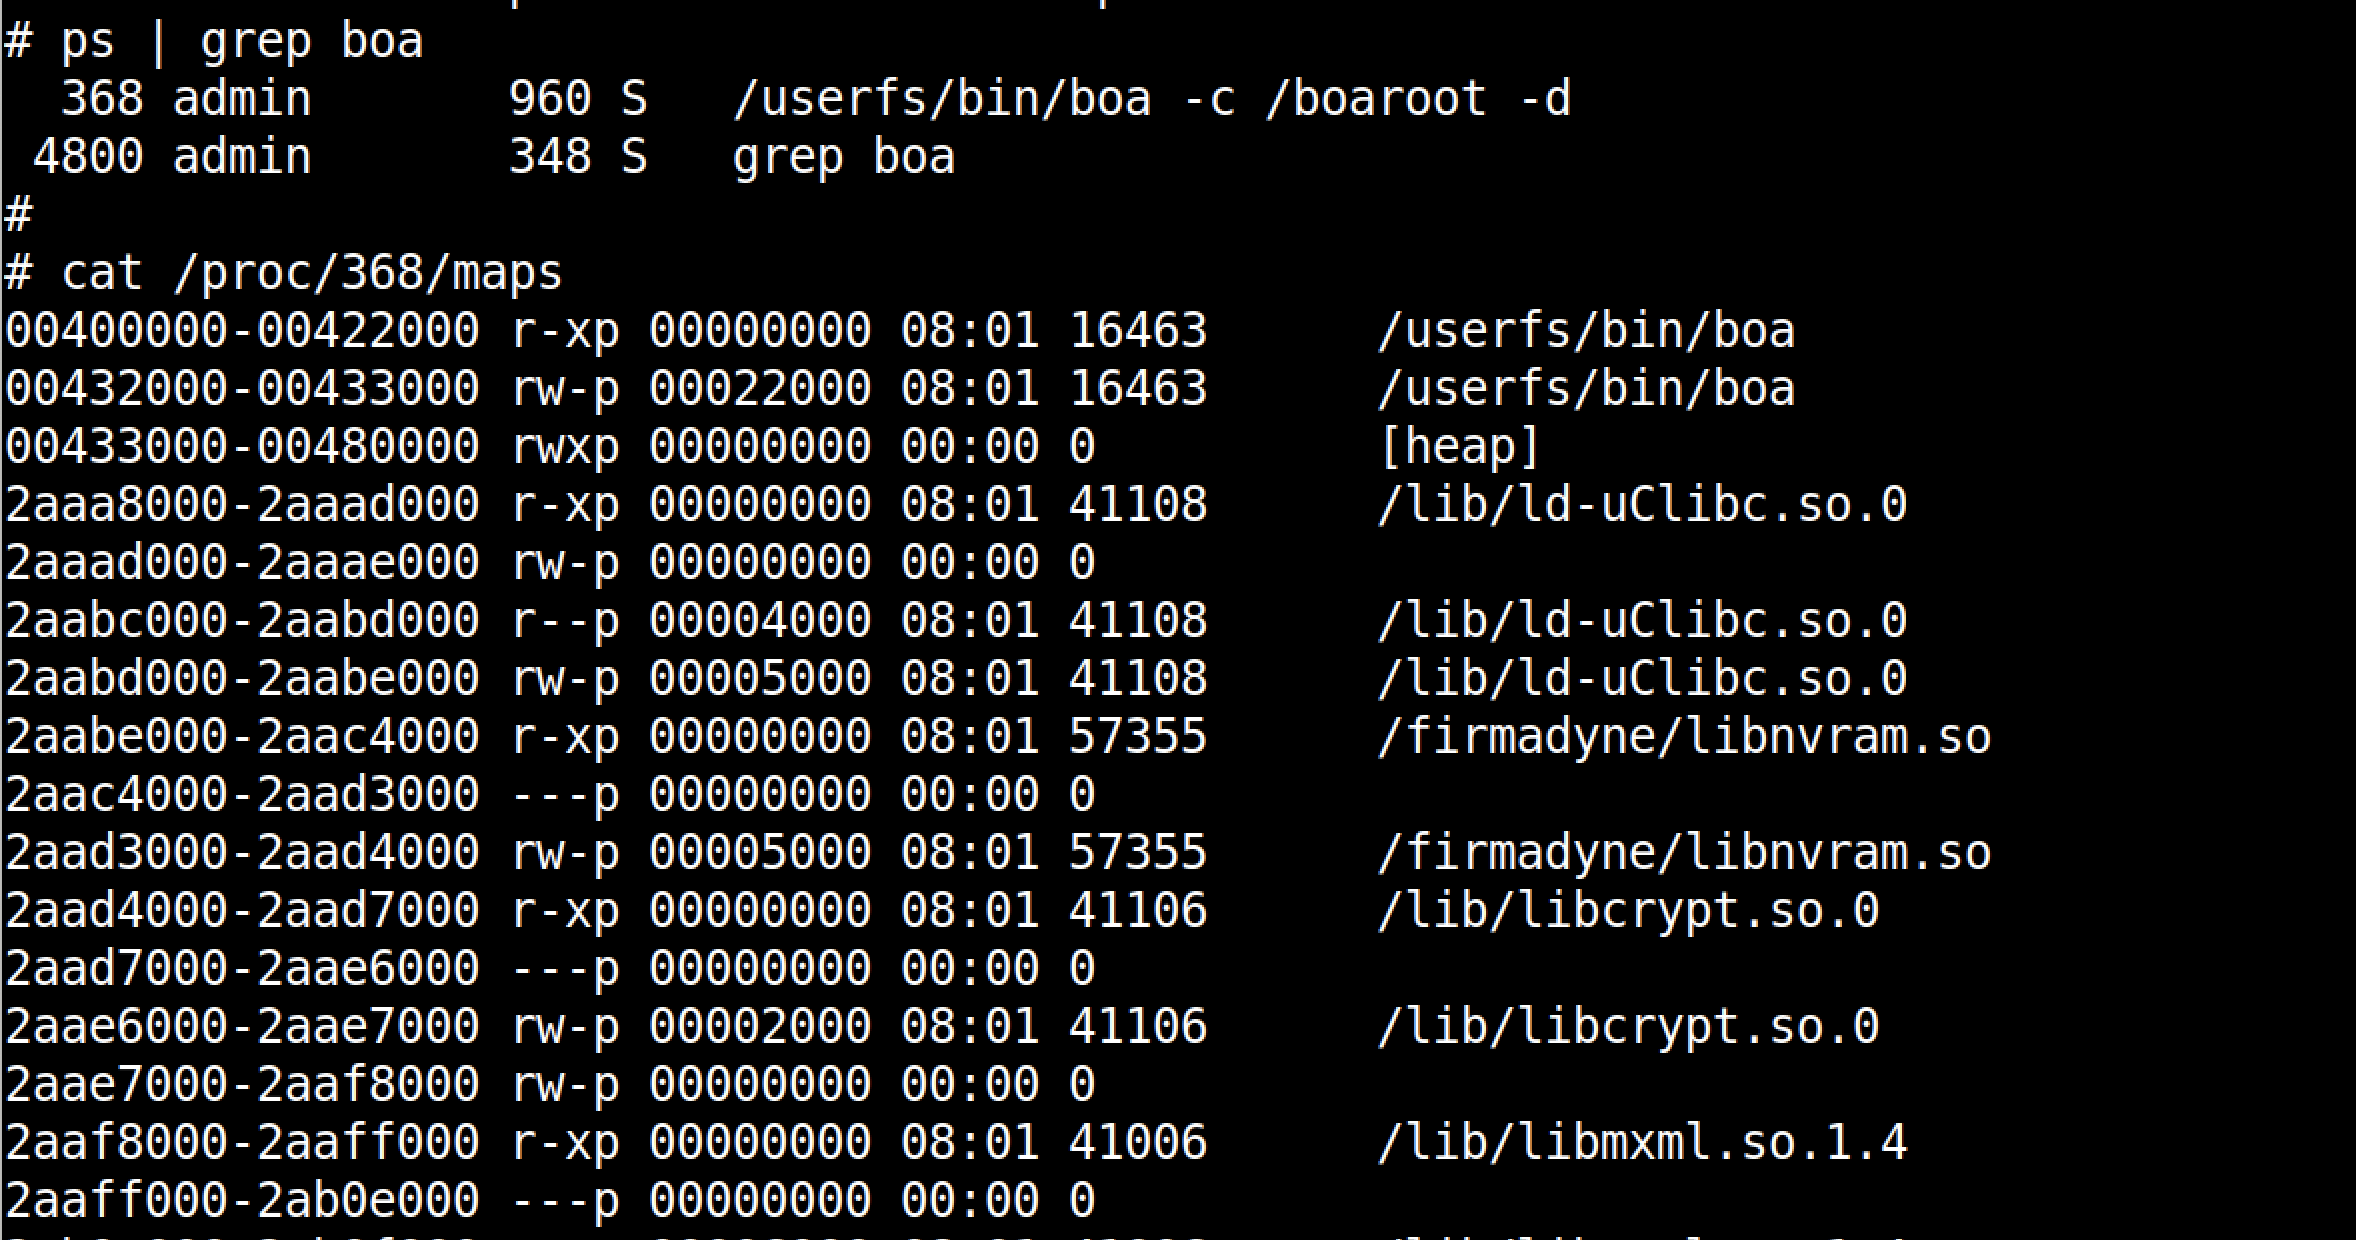 # ps | grep boa
  368 admin       960 S   /userfs/bin/boa -c /boaroot -d
 4800 admin       348 S   grep boa
#
# cat /proc/368/maps
00400000-00422000 r-xp 00000000 08:01 16463      /userfs/bin/boa
00432000-00433000 rw-p 00022000 08:01 16463      /userfs/bin/boa
00433000-00480000 rwxp 00000000 00:00 0          [heap]
2aaa8000-2aaad000 r-xp 00000000 08:01 41108      /lib/ld-uClibc.so.0
2aaad000-2aaae000 rw-p 00000000 00:00 0
2aabc000-2aabd000 r--p 00004000 08:01 41108      /lib/ld-uClibc.so.0
2aabd000-2aabe000 rw-p 00005000 08:01 41108      /lib/ld-uClibc.so.0
2aabe000-2aac4000 r-xp 00000000 08:01 57355      /firmadyne/libnvram.so
2aac4000-2aad3000 ---p 00000000 00:00 0
2aad3000-2aad4000 rw-p 00005000 08:01 57355      /firmadyne/libnvram.so
2aad4000-2aad7000 r-xp 00000000 08:01 41106      /lib/libcrypt.so.0
2aad7000-2aae6000 ---p 00000000 00:00 0
2aae6000-2aae7000 rw-p 00002000 08:01 41106      /lib/libcrypt.so.0
2aae7000-2aaf8000 rw-p 00000000 00:00 0
2aaf8000-2aaff000 r-xp 00000000 08:01 41006      /lib/libmxml.so.1.4
2aaff000-2ab0e000 ---p 00000000 00:00 0